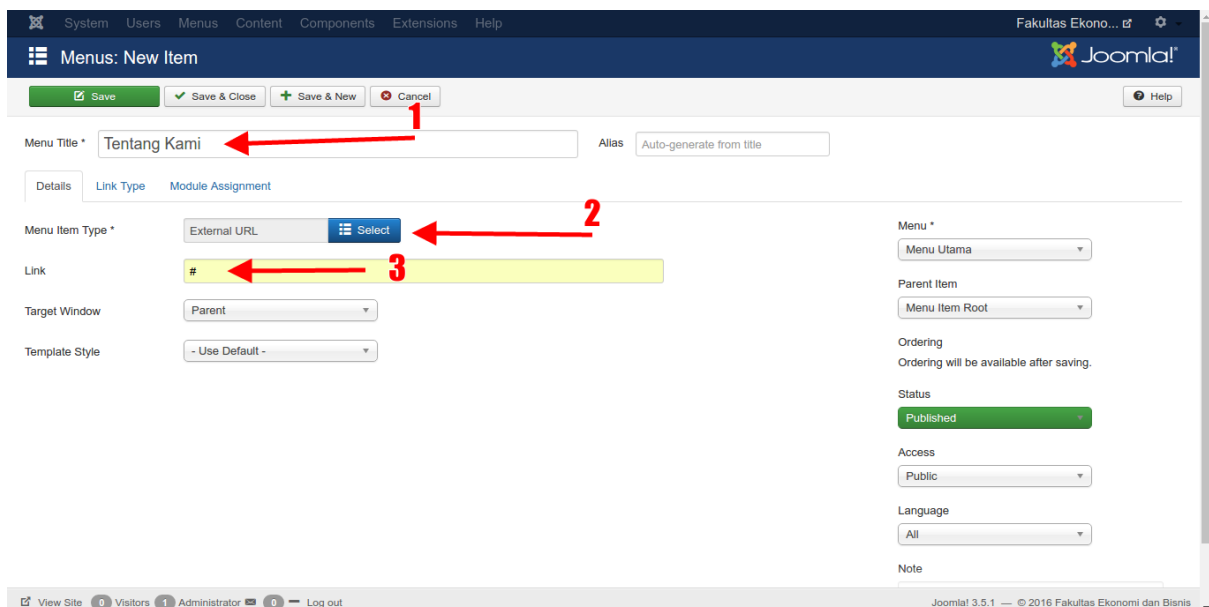 System Users Menus Content Components Extensions Help Fakultas Ekono...
Menus: New Item Joomla!®
Save Save & Close Save & New Cancel Help
1
Menu Title * Tentang Kami Alias Auto-generate from title
Details Link Type Module Assignment
2
Menu Item Type * External URL Select Menu *
Menu Utama
Link # 3
Parent Item
Target Window Parent Menu Item Root
Ordering
Template Style - Use Default - Ordering will be available after saving.
Status
Published
Access
Public
Language
All
Note
View Site 0 Visitors 1 Administrator 0 Log out Joomla! 3.5.1 — © 2016 Fakultas Ekonomi dan Bisnis